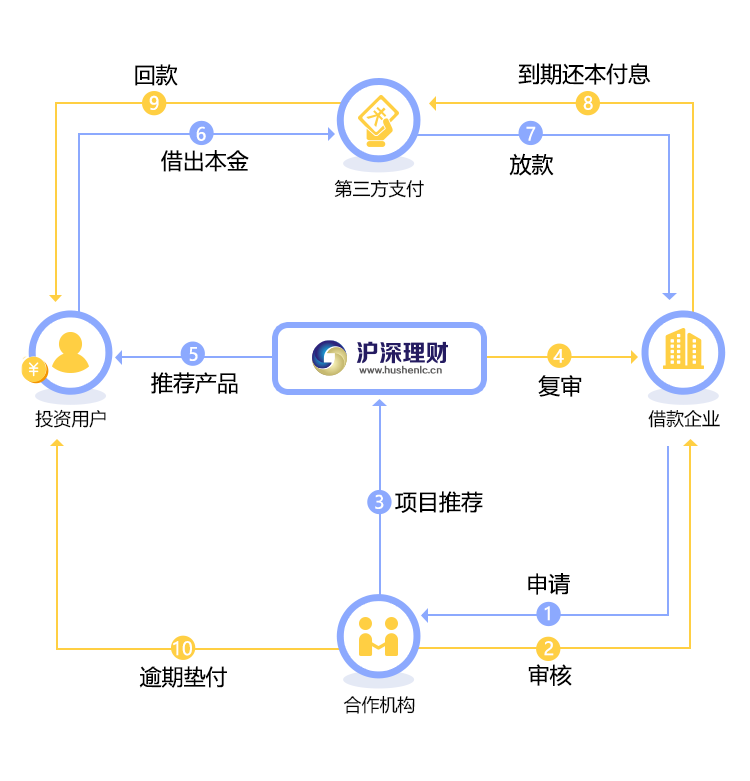 回款
到期还本付息
9
8
6
7
借出本金
放款
第三方支付
沪深理财
www.hushenlc.cn
5
4
¥
推荐产品
复审
投资用户
借款企业
3
项目推荐
申请
1
10
2
逾期垫付
审核
合作机构